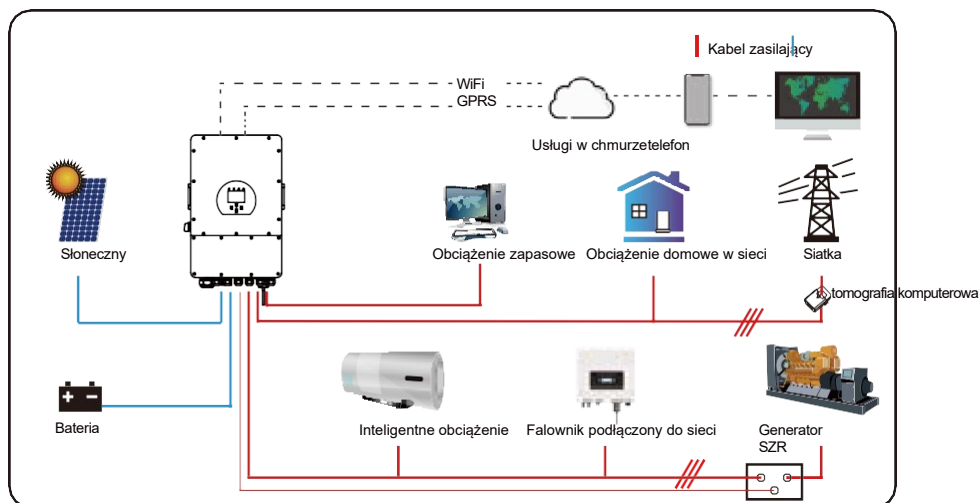 Kabel zasilający
WiFi
GPRS
Usługi w chmurzetelefon
Słoneczny
Obciążenie zapasowe
Obciążenie domowe w sieci
Siatka
tomografia komputerowa
Bateria
Inteligentne obciążenie
Falownik podłączony do sieci
Generator
SZR